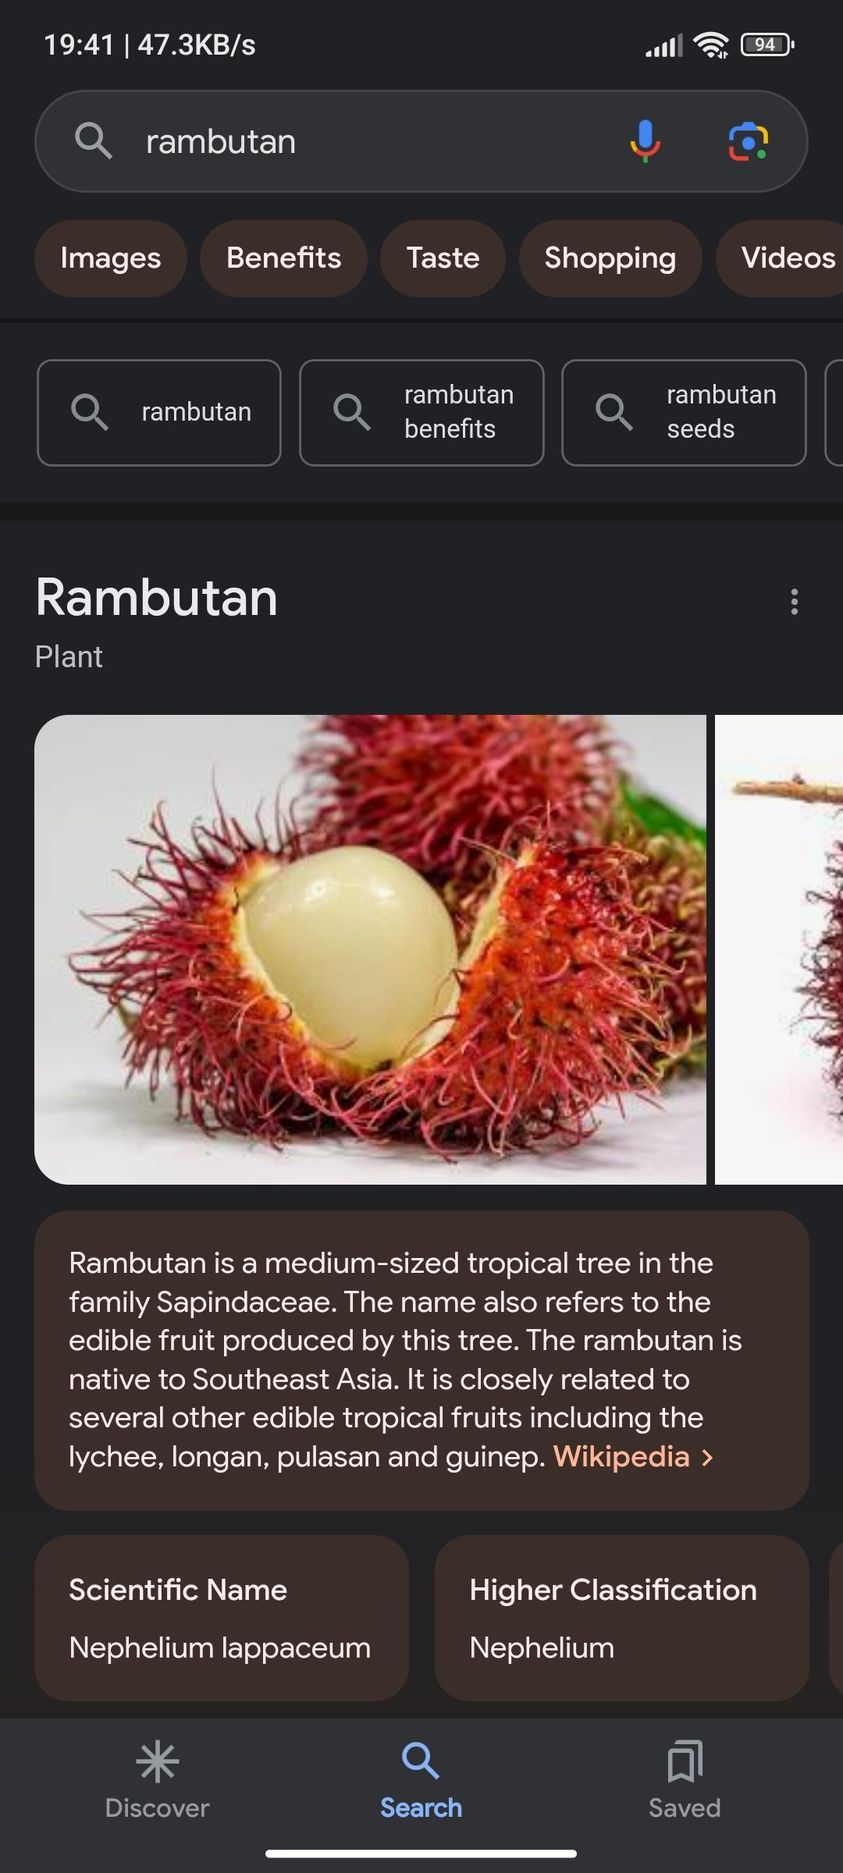 19:41 | 47.3KB/s
94
rambutan
Images
Benefits
Taste
Shopping
Videos
rambutan
rambutan
benefits
rambutan
seeds
Rambutan
Plant
Rambutan is a medium-sized tropical tree in the
family Sapindaceae. The name also refers to the
edible fruit produced by this tree. The rambutan is
native to Southeast Asia. It is closely related to
several other edible tropical fruits including the
lychee, longan, pulasan and guinep. Wikipedia >
Scientific Name
Nephelium lappaceum
Higher Classification
Nephelium
Discover
Search
Saved